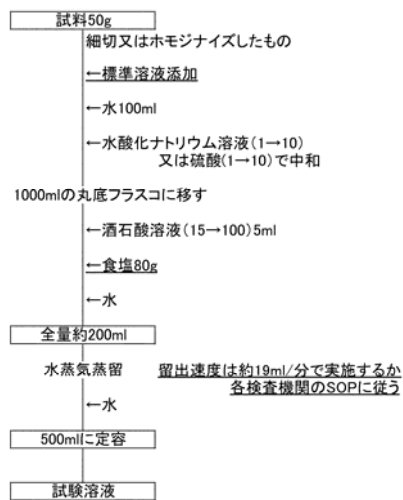 試料50g
細切又はホモジナイズしたもの
←標準溶液添加
←水100ml
←水酸化ナトリウム溶液(1→10)
又は硫酸(1→10)で中和
1000mlの丸底フラスコに移す
←酒石酸溶液(15→100)5ml
←食塩80g
←水
全量約200ml
水蒸気蒸留 留出速度は約19ml/分で実施するか
各検査機関のSOPに従う
←水
500mlに定容
試験溶液